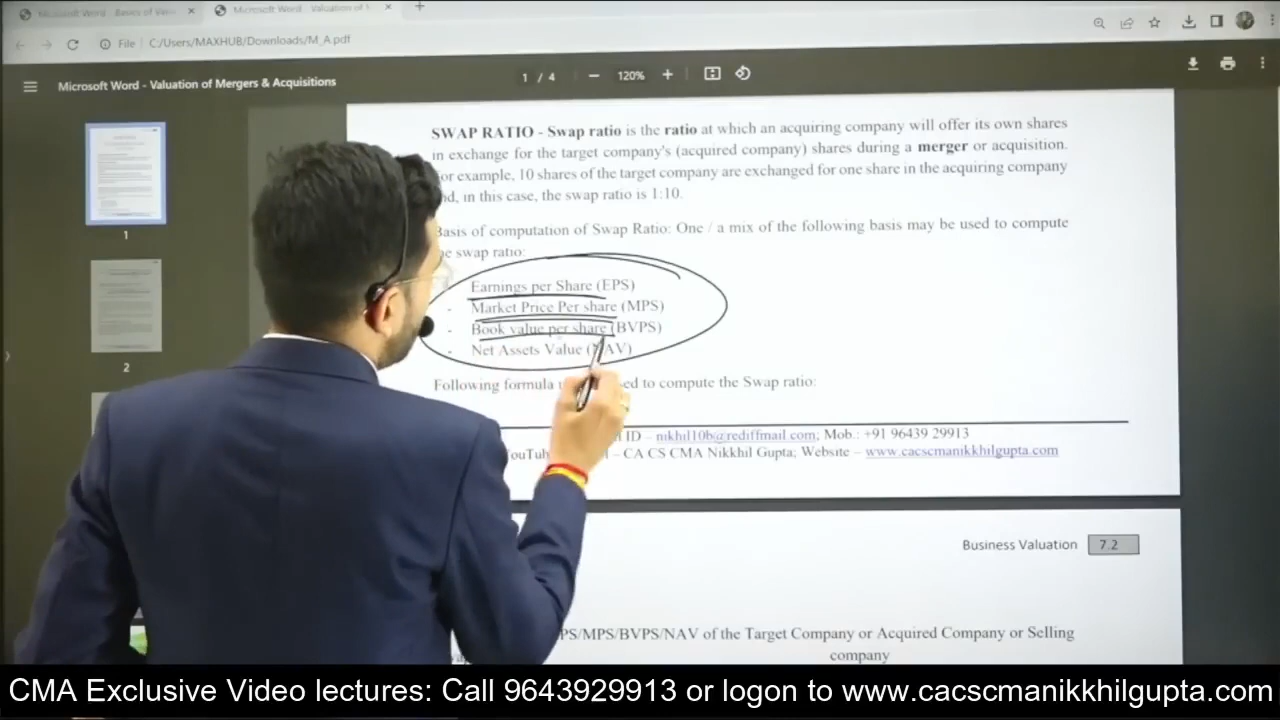 Microsoft Word - Basics of
Microsoft Word - Valuation of
File | C:/Users/MAXHUB/Downloads/M_A.pdf
Microsoft Word - Valuation of Mergers & Acquisitions
1 / 4 120%
SWAP RATIO - Swap ratio is the ratio at which an acquiring company will offer its own shares
in exchange for the target company's (acquired company) shares during a merger or acquisition.
or example, 10 shares of the target company are exchanged for one share in the acquiring company
nd, in this case, the swap ratio is 1:10.
Basis of computation of Swap Ratio: One / a mix of the following basis may be used to compute
e swap ratio:
Earnings per Share (EPS)
- Market Price Per share (MPS)
- Book value per share (BVPS)
- Net Assets Value (NAV)
Following formula ed to compute the Swap ratio:
ID – nikhil10b@rediffmail.com; Mob.: +91 96439 29913
– CA CS CMA Nikkhil Gupta; Website – www.cacscmanikkhilgupta.com
1
2
Business Valuation 7.2
PS/MPS/BVPS/NAV of the Target Company or Acquired Company or Selling
company
CMA Exclusive Video lectures: Call 9643929913 or logon to www.cacscmanikkhilgupta.com